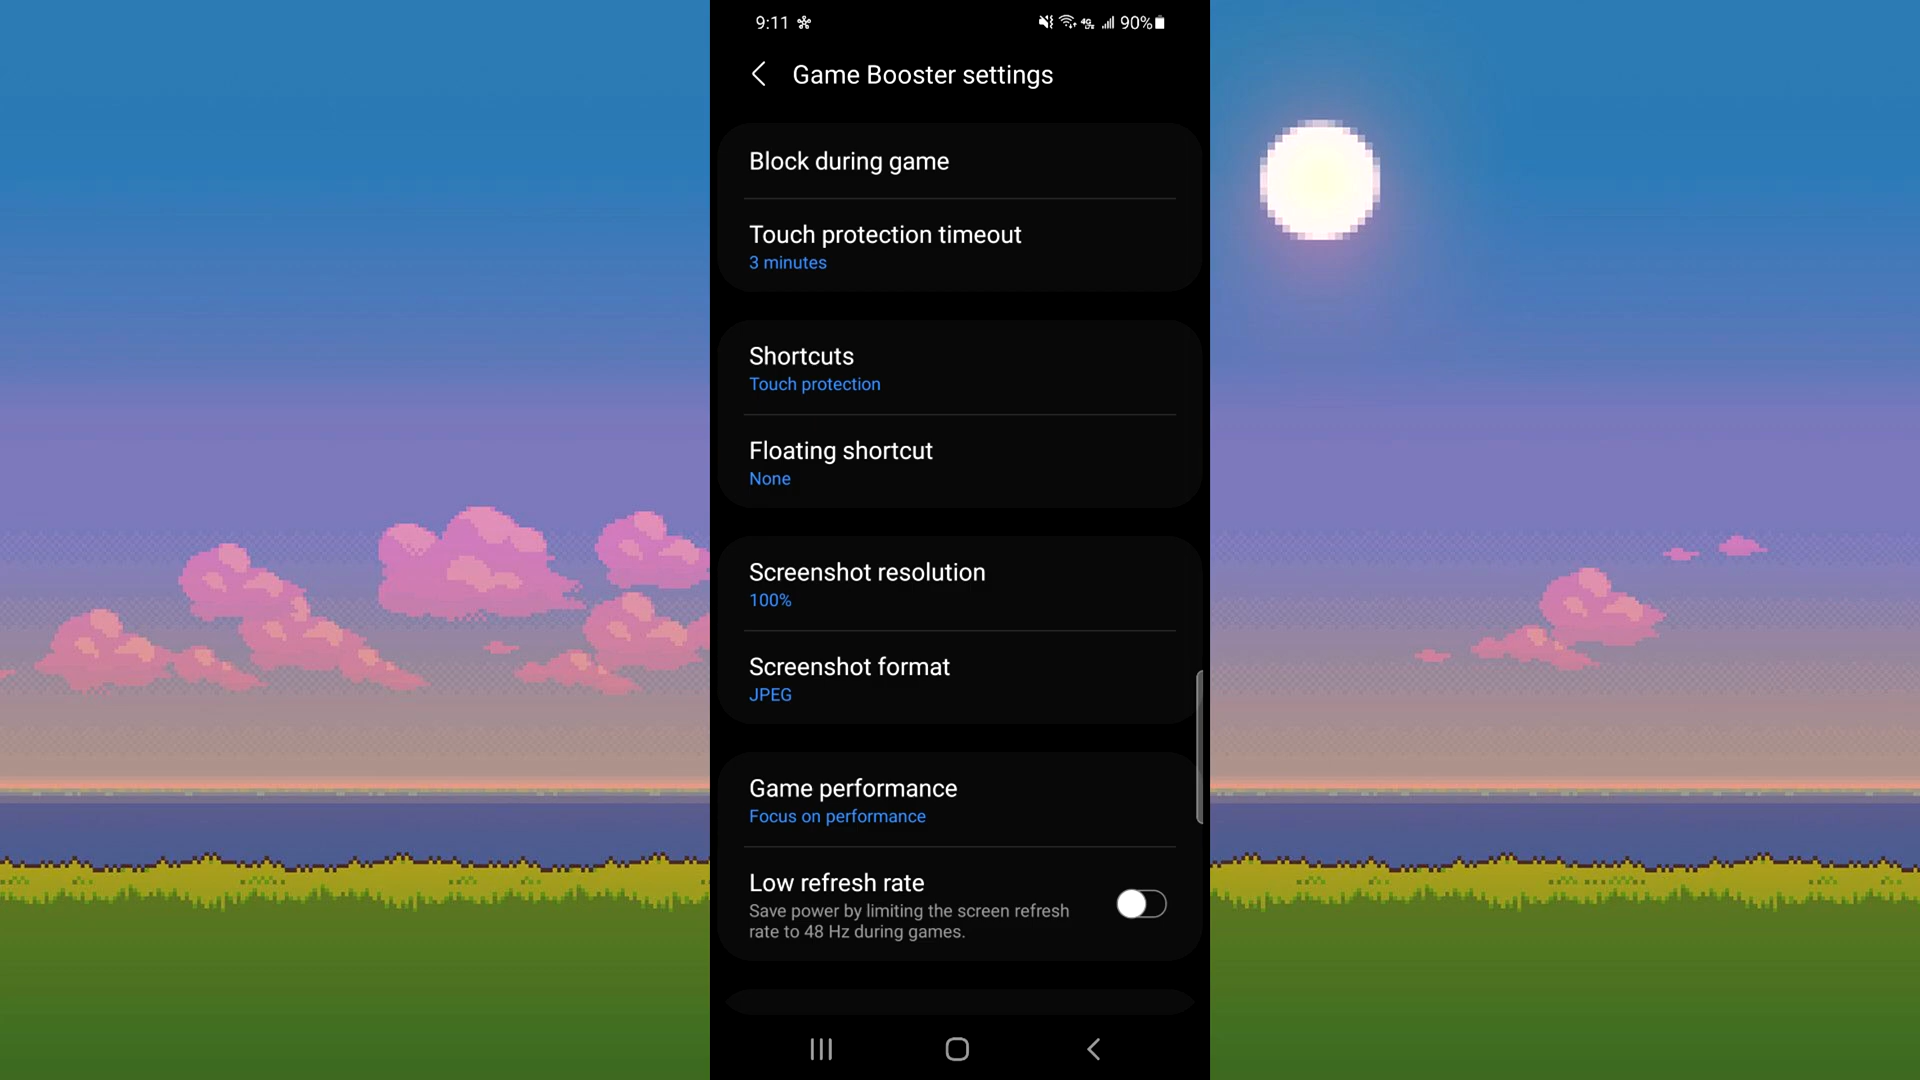 9:11
90%
Game Booster settings
Block during game
Touch protection timeout
3 minutes
Shortcuts
Touch protection
Floating shortcut
None
Screenshot resolution
100%
Screenshot format
JPEG
Game performance
Focus on performance
Low refresh rate
Save power by limiting the screen refresh
rate to 48 Hz during games.